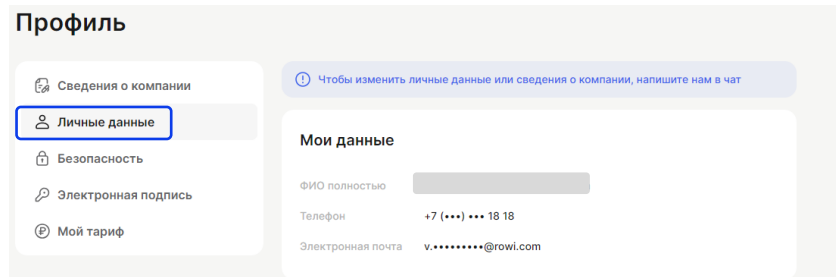 Профиль
Сведения о компании
Личные данные
Безопасность
Электронная подпись
Мой тариф
Чтобы изменить личные данные или сведения о компании, напишите нам в чат
Мои данные
ФИО полностью
Телефон +7 (•••) ••• 18 18
Электронная почта v.•••••••••@rowi.com